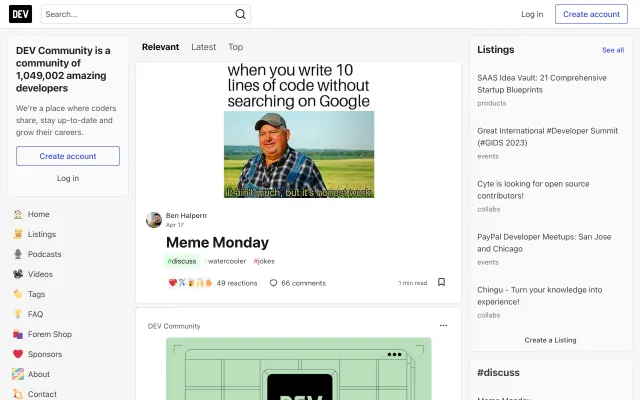 DEV
Search...
Log in
Create account
DEV Community is a
community of
1,049,002 amazing
developers
We're a place where coders
share, stay up-to-date and
grow their careers.
Create account
Log in
Home
Listings
Podcasts
Videos
Tags
FAQ
Forem Shop
Sponsors
About
Contact
Relevant
Latest
Top
when you write 10
lines of code without
searching on Google
It ain't much, but it's honest work.
Ben Halpern
Apr 17
Meme Monday
#discuss #watercooler #jokes
49 reactions
66 comments
1 min read
DEV Community
DEV
Listings
See all
SAAS Idea Vault: 21 Comprehensive
Startup Blueprints
products
Great International #Developer Summit
(#GIDS 2023)
events
Cyte is looking for open source
contributors!
collabs
PayPal Developer Meetups: San Jose
and Chicago
events
Chingu - Turn your knowledge into
experience!
collabs
Create a Listing
#discuss
Meme Monday